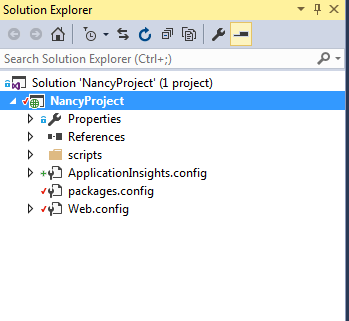 Solution Explorer
Search Solution Explorer (Ctrl+;)
Solution 'NancyProject' (1 project)
NancyProject
Properties
References
scripts
ApplicationInsights.config
packages.config
Web.config